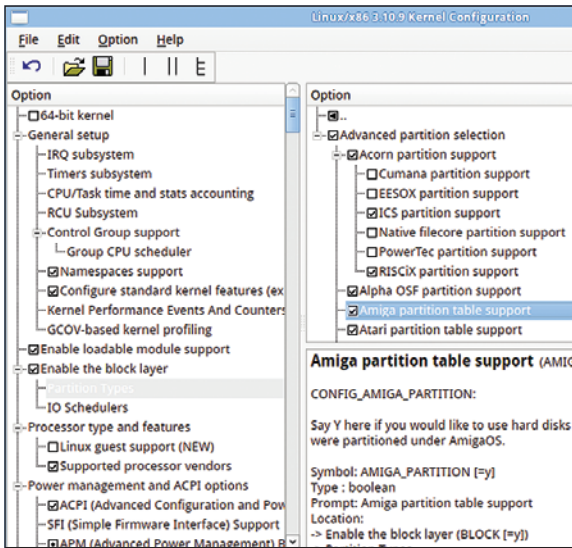 Linux/x86 3.10.9 Kernel Configuration
File Edit Option Help
Option
64-bit kernel
General setup
IRQ subsystem
Timers subsystem
CPU/Task time and stats accounting
RCU Subsystem
Control Group support
Group CPU scheduler
Namespaces support
Configure standard kernel features (ex
Kernel Performance Events And Counters
GCOV-based kernel profiling
Enable loadable module support
Enable the block layer
Partition Types
IO Schedulers
Processor type and features
Linux guest support (NEW)
Supported processor vendors
Power management and ACPI options
ACPI (Advanced Configuration and Pow
SFI (Simple Firmware Interface) Support
APM (Advanced Power Management) B
Option
..
Advanced partition selection
Acorn partition support
Cumana partition support
EESOX partition support
ICS partition support
Native filecore partition support
PowerTec partition support
RISCiX partition support
Alpha OSF partition support
Amiga partition table support
Atari partition table support
Amiga partition table support (AMIG
CONFIG_AMIGA_PARTITION:
Say Y here if you would like to use hard disks
were partitioned under AmigaOS.
Symbol: AMIGA_PARTITION [=y]
Type : boolean
Prompt: Amiga partition table support
Location:
-> Enable the block layer (BLOCK [=y])